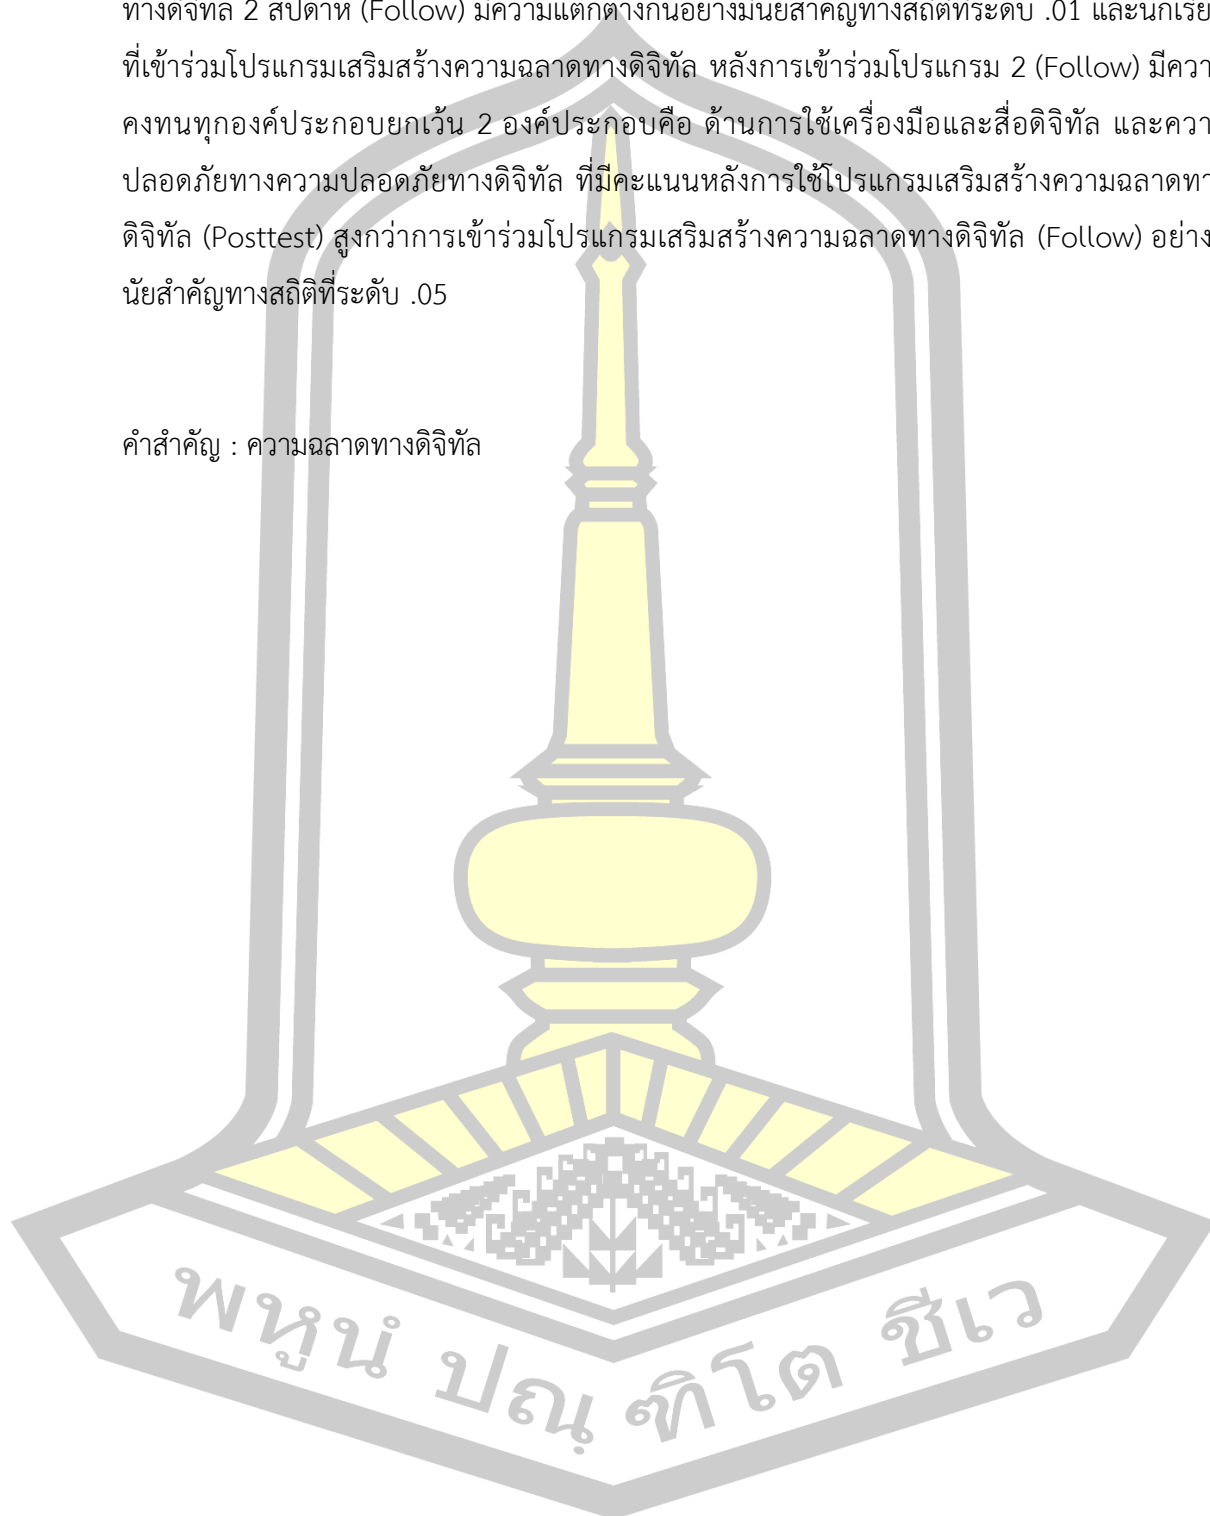 ทางดิจิทัล 2 สัปดาห์ (Follow) มีความแตกต่างกันอย่างมีนัยสำคัญทางสถิติที่ระดับ .01 และนักเรีย
ที่เข้าร่วมโปรแกรมเสริมสร้างความฉลาดทางดิจิทัล หลังการเข้าร่วมโปรแกรม 2 (Follow) มีควา
คงทนทุกองค์ประกอบยกเว้น 2 องค์ประกอบคือ ด้านการใช้เครื่องมือและสื่อดิจิทัล และควา
ปลอดภัยทางความปลอดภัยทางดิจิทัล ที่มีคะแนนหลังการใช้โปรแกรมเสริมสร้างความฉลาดทา
ดิจิทัล (Posttest) สูงกว่าการเข้าร่วมโปรแกรมเสริมสร้างความฉลาดทางดิจิทัล (Follow) อย่าง
นัยสำคัญทางสถิติที่ระดับ .05
คำสำคัญ : ความฉลาดทางดิจิทัล
พหูนํ ปณฺฑิโต ชีเว